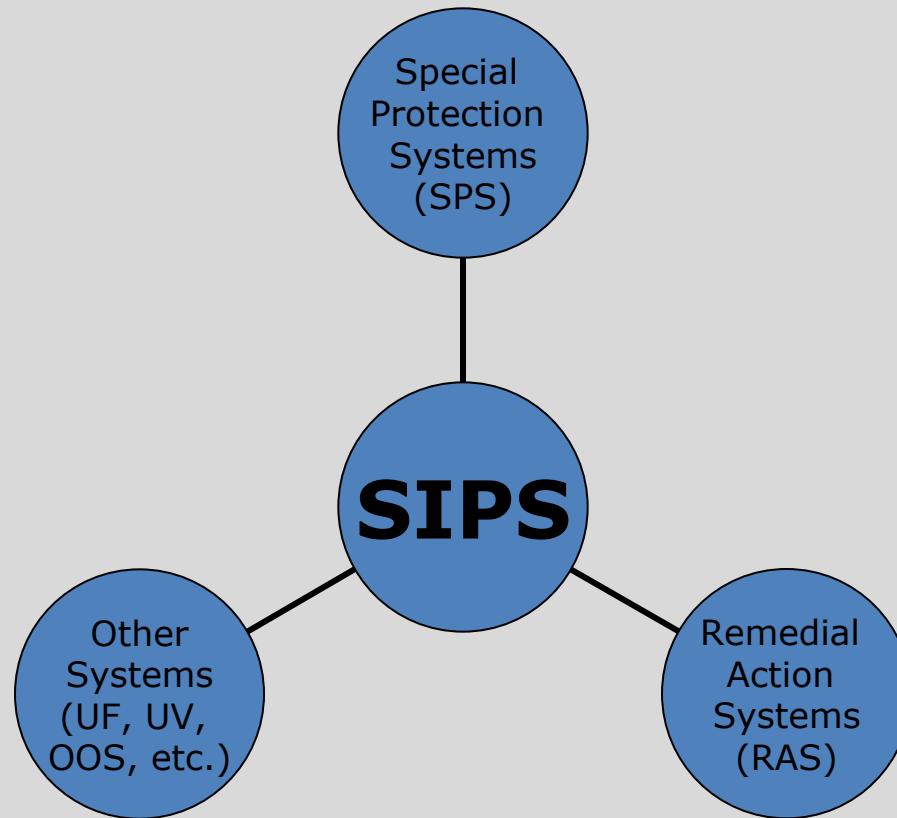 Special
Protection
Systems
(SPS)
SIPS
Other
Systems
(UF, UV,
OOS, etc.)
Remedial
Action
Systems
(RAS)